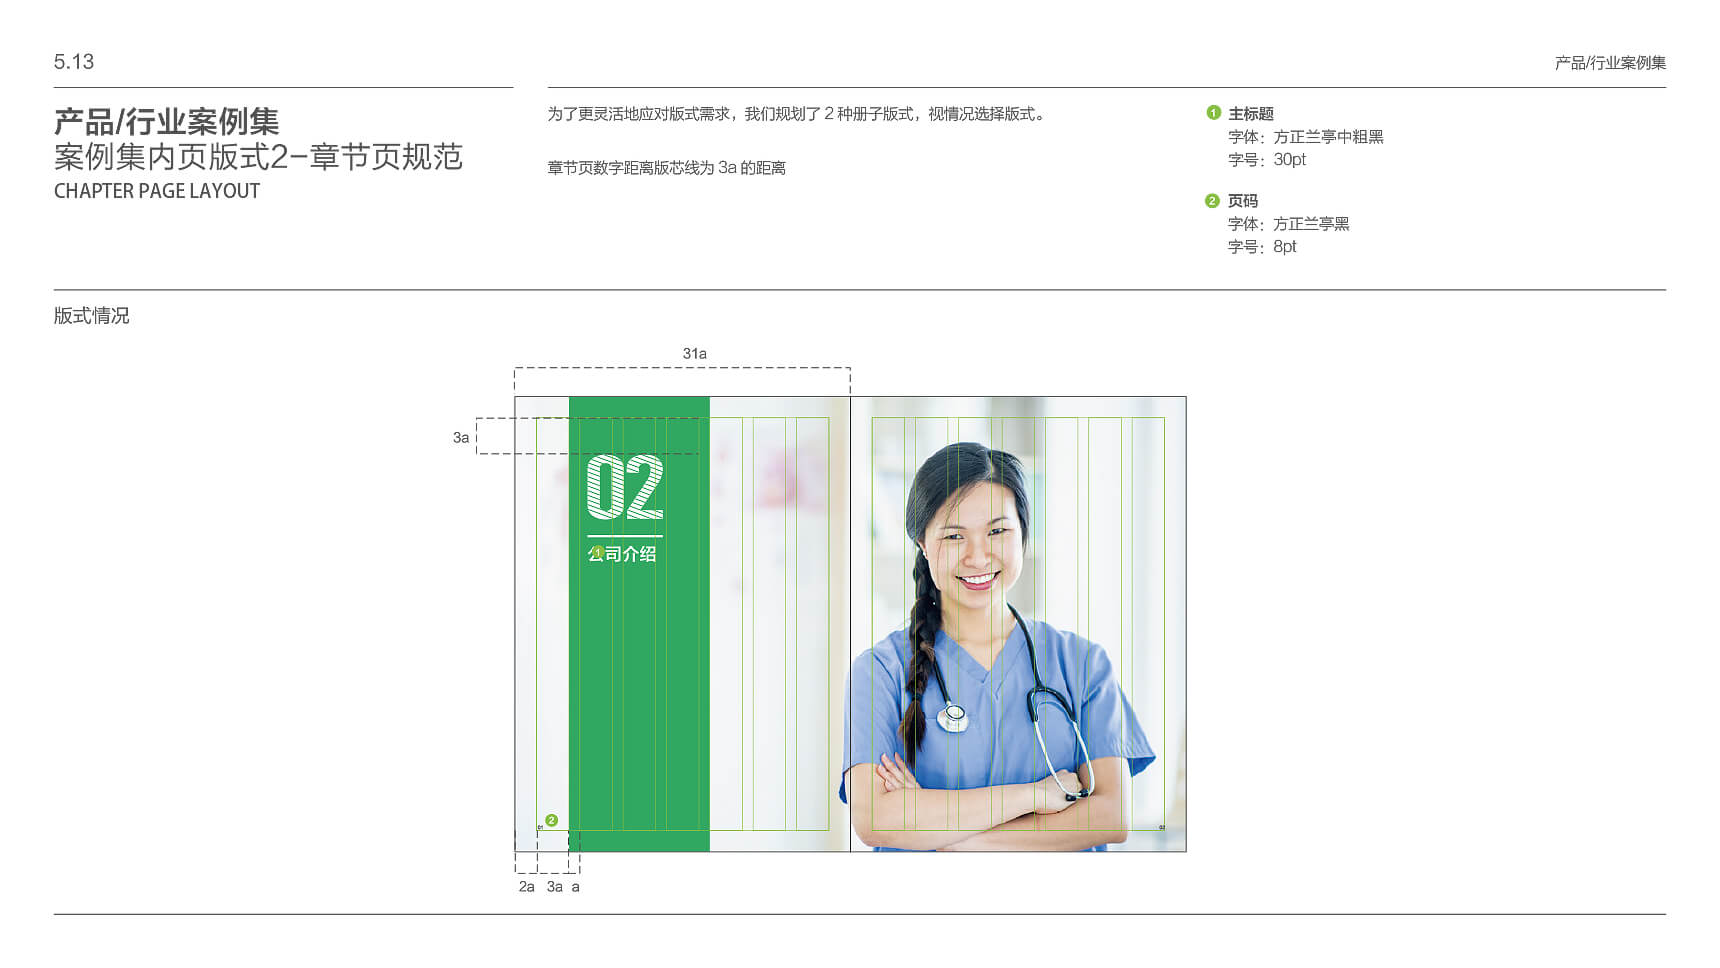 5.13
产品/行业案例集
产品/行业案例集
案例集内页版式2-章节页规范
CHAPTER PAGE LAYOUT
为了更灵活地应对版式需求，我们规划了 2 种册子版式，视情况选择版式。
章节页数字距离版芯线为 3a 的距离
1 主标题
字体：方正兰亭中粗黑
字号：30pt
2 页码
字体：方正兰亭黑
字号：8pt
版式情况
31a
3a
02
1
公司介绍
2
01
02
2a 3a a